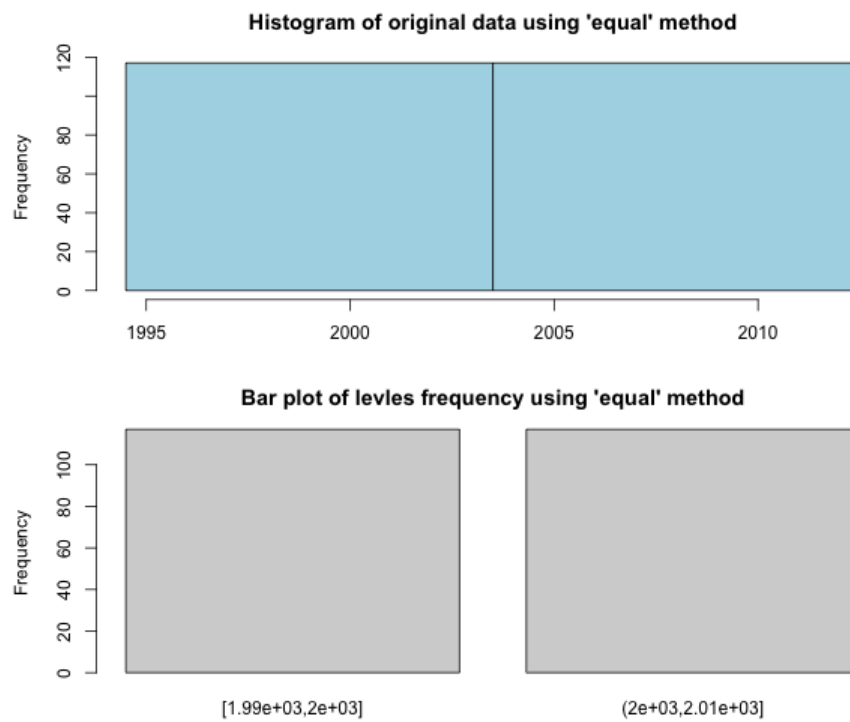 Histogram of original data using 'equal' method
Frequency
120
80
60
40
20
0
1995 2000 2005 2010
Bar plot of levles frequency using 'equal' method
Frequency
100
80
60
40
20
0
[1.99e+03,2e+03] (2e+03,2.01e+03]